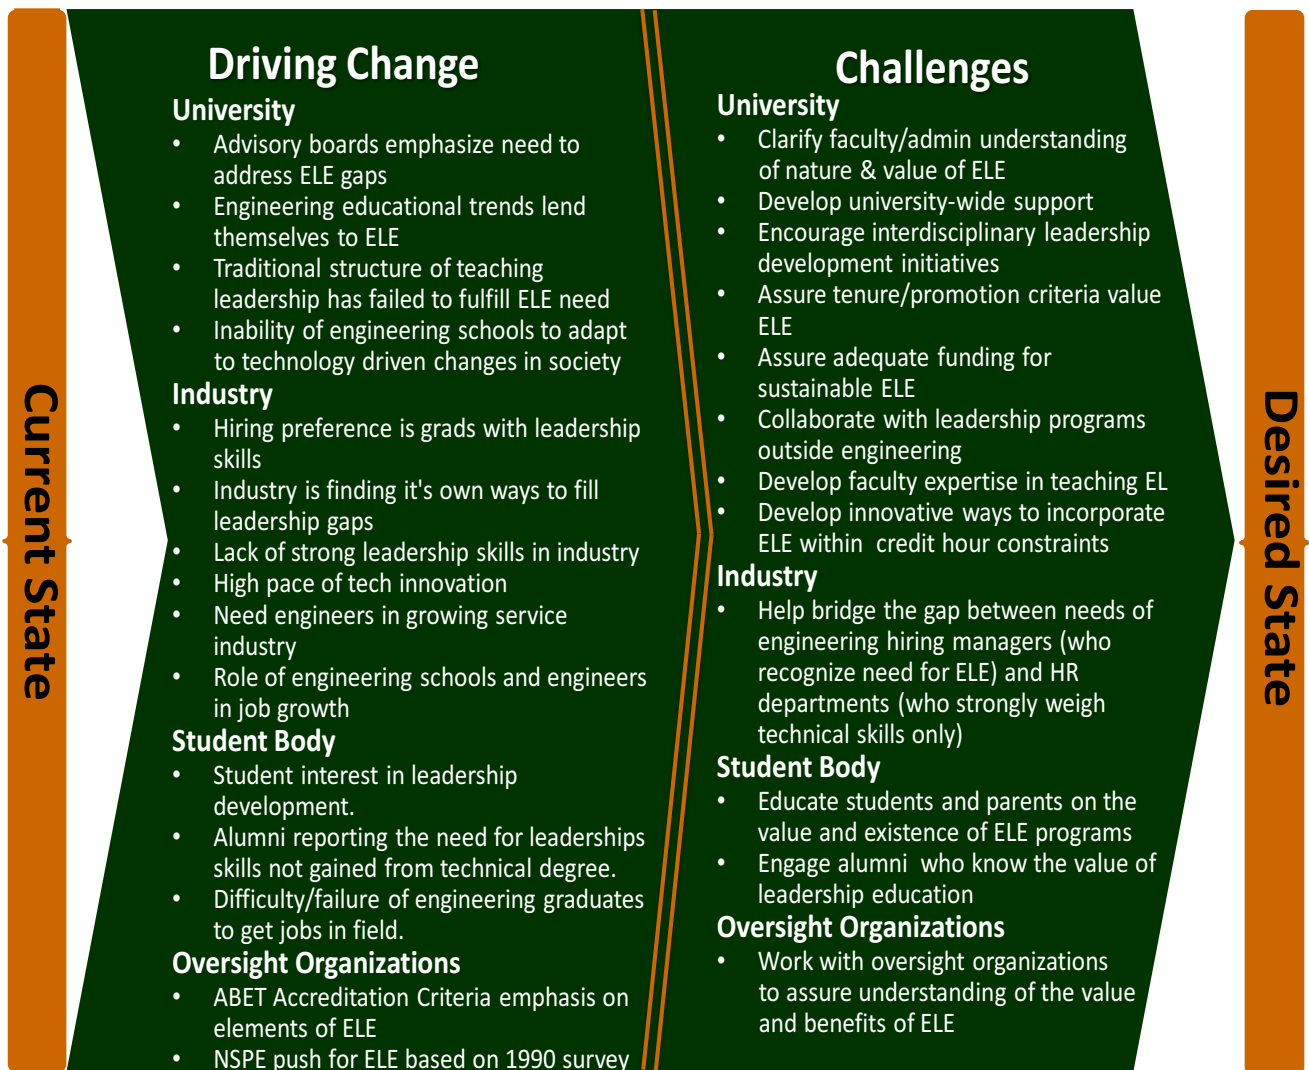 Current State
Driving Change
University
• Advisory boards emphasize need to
address ELE gaps
• Engineering educational trends lend
themselves to ELE
• Traditional structure of teaching
leadership has failed to fulfill ELE need
• Inability of engineering schools to adapt
to technology driven changes in society
Industry
• Hiring preference is grads with leadership
skills
• Industry is finding it's own ways to fill
leadership gaps
• Lack of strong leadership skills in industry
• High pace of tech innovation
• Need engineers in growing service
industry
• Role of engineering schools and engineers
in job growth
Student Body
• Student interest in leadership
development.
• Alumni reporting the need for leaderships
skills not gained from technical degree.
• Difficulty/failure of engineering graduates
to get jobs in field.
Oversight Organizations
• ABET Accreditation Criteria emphasis on
elements of ELE
• NSPE push for ELE based on 1990 survey
Challenges
University
• Clarify faculty/admin understanding
of nature & value of ELE
• Develop university-wide support
• Encourage interdisciplinary leadership
development initiatives
• Assure tenure/promotion criteria value
ELE
• Assure adequate funding for
sustainable ELE
• Collaborate with leadership programs
outside engineering
• Develop faculty expertise in teaching EL
• Develop innovative ways to incorporate
ELE within credit hour constraints
Industry
• Help bridge the gap between needs of
engineering hiring managers (who
recognize need for ELE) and HR
departments (who strongly weigh
technical skills only)
Student Body
• Educate students and parents on the
value and existence of ELE programs
• Engage alumni who know the value of
leadership education
Oversight Organizations
• Work with oversight organizations
to assure understanding of the value
and benefits of ELE
Desired State